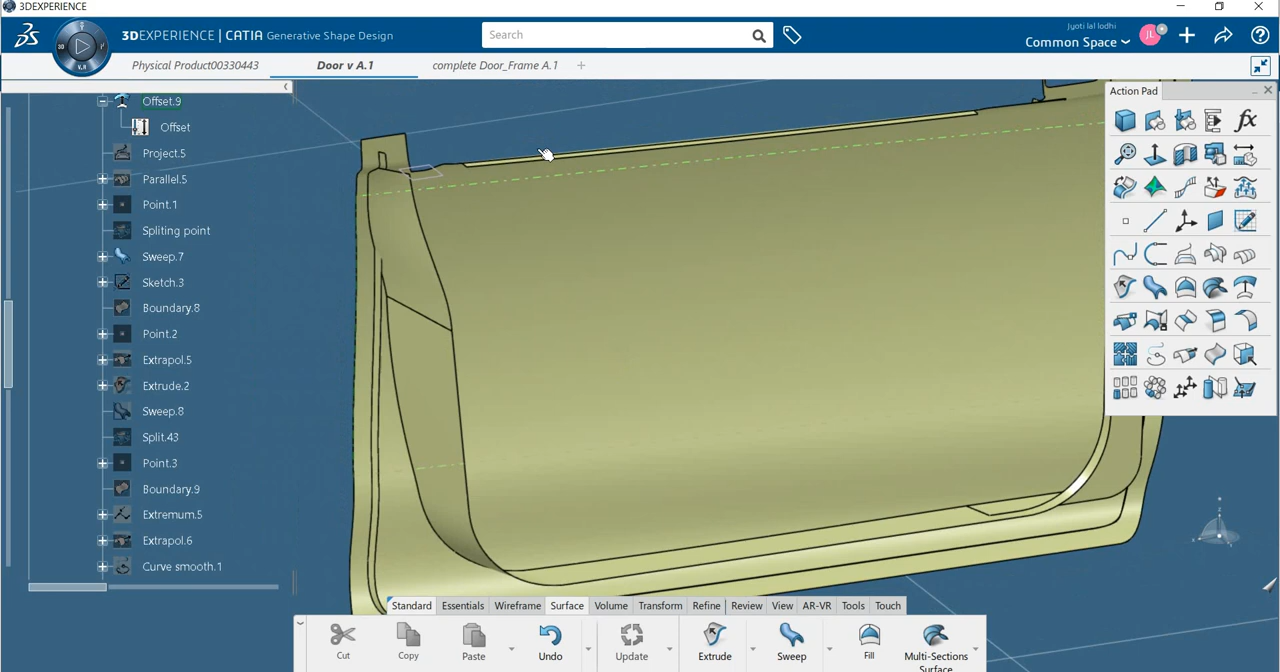 3DEXPERIENCE
3DEXPERIENCE | CATIA Generative Shape Design
Search
Jyoti lal lodhi
Common Space
JL
3D
V.R
Physical Product00330443
Door v A.1
complete Door_Frame A.1
Action Pad
fx
Offset.9
Offset
Project.5
Parallel.5
Point.1
Spliting point
Sweep.7
Sketch.3
Boundary.8
Point.2
Extrapol.5
Extrude.2
Sweep.8
Split.43
Point.3
Boundary.9
Extremum.5
Extrapol.6
Curve smooth.1
Standard Essentials Wireframe Surface Volume Transform Refine Review View AR-VR Tools Touch
Cut Copy Paste Undo Update Extrude Sweep Fill Multi-Sections
Surface